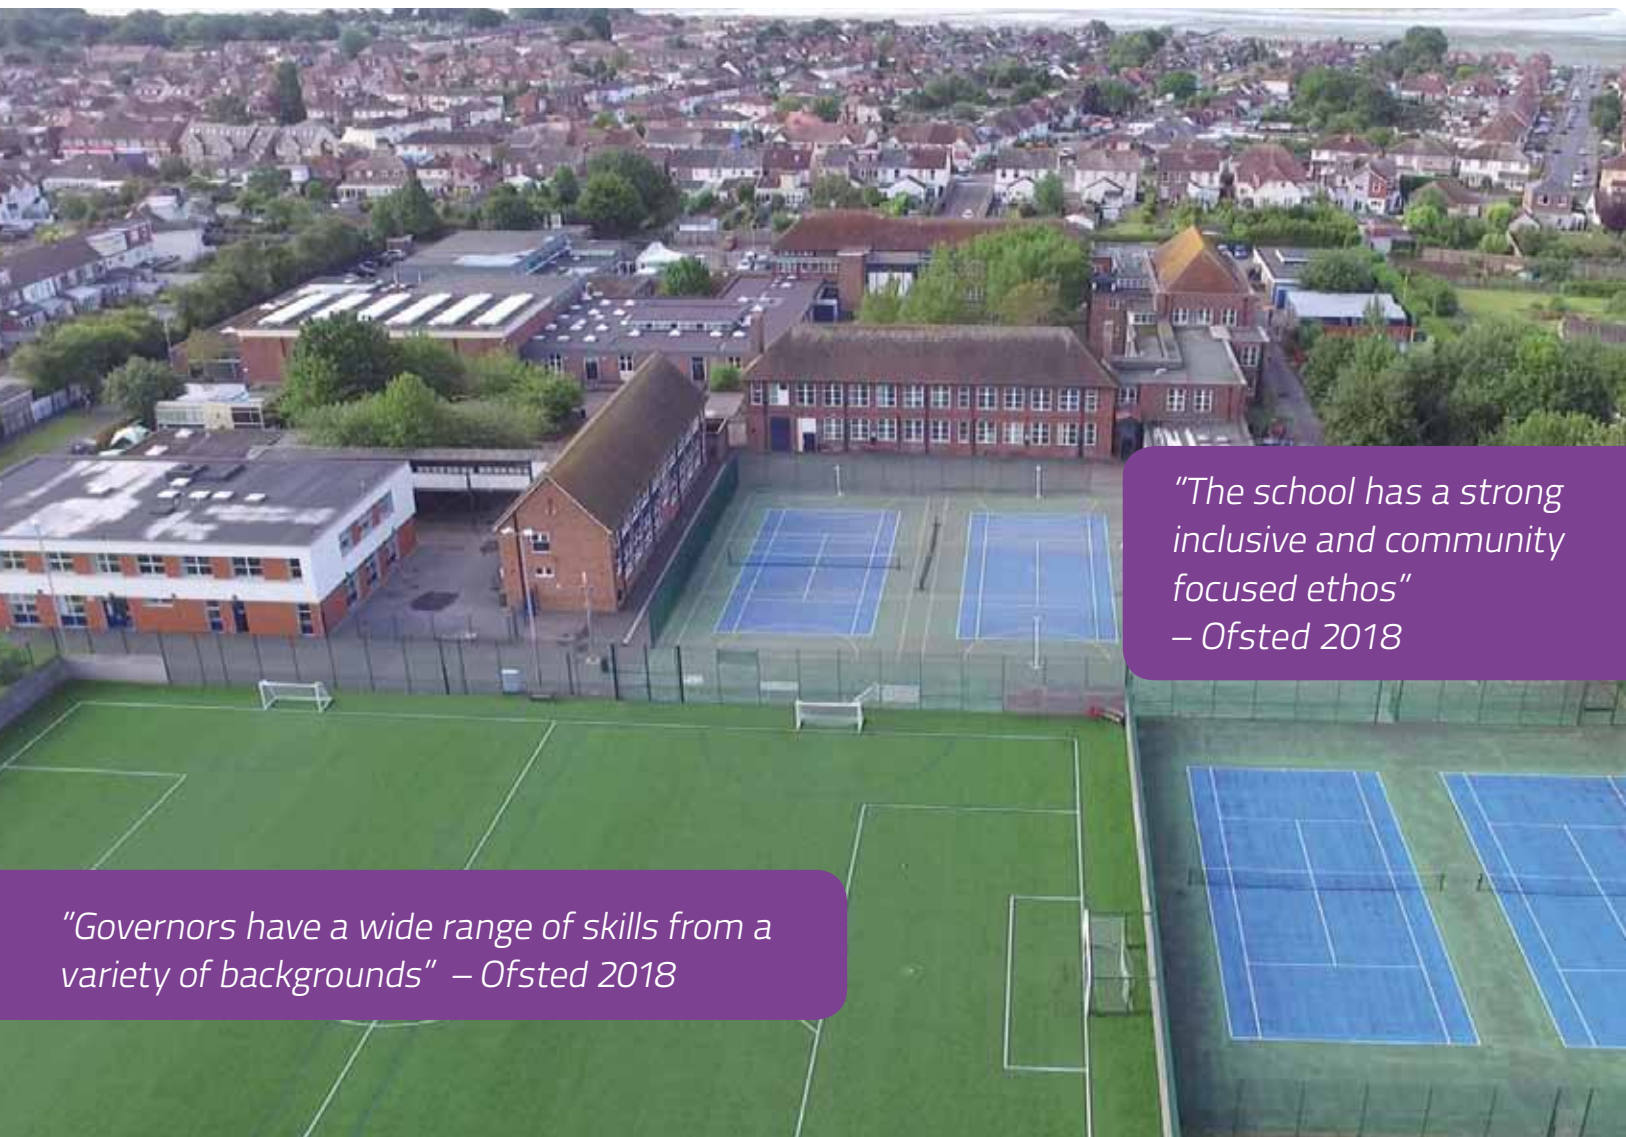 "The school has a strong
inclusive and community
focused ethos"
– Ofsted 2018
"Governors have a wide range of skills from a
variety of backgrounds" – Ofsted 2018